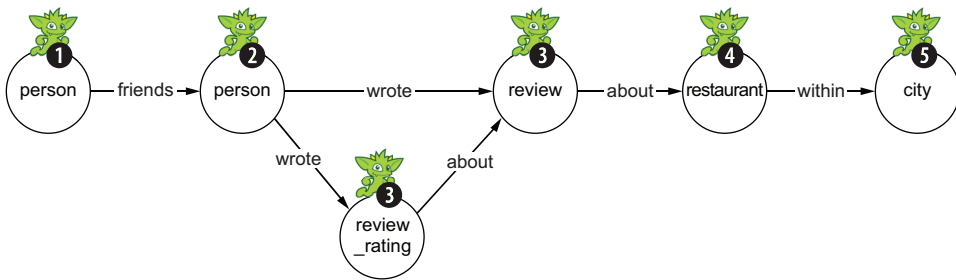 1
2
3
4
5
person
friends
person
wrote
review
about
restaurant
within
city
wrote
about
3
review
_rating